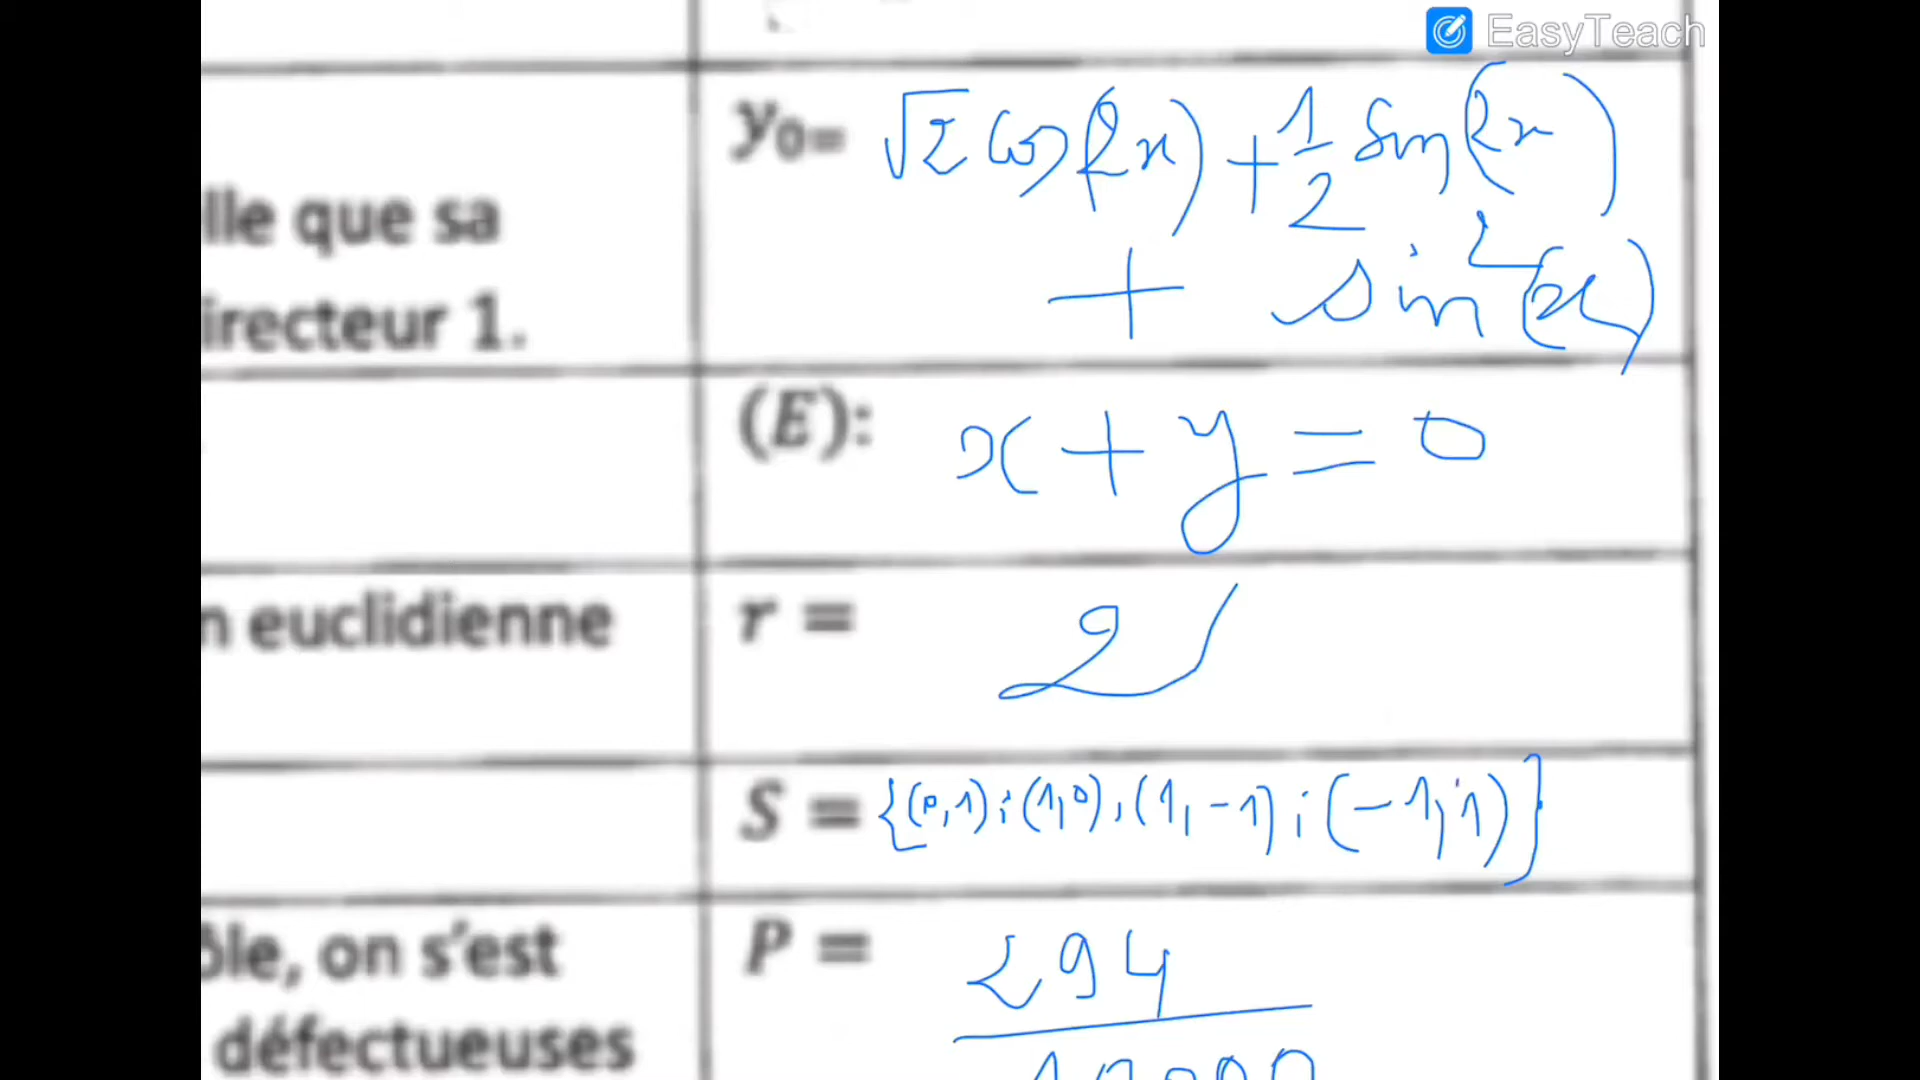 EasyTeach
y₀= √2 cos(2x) + 1/2 sin(2x)
lle que sa
+ sin²(x)
irecteur 1.
(E): x + y = 0
n euclidienne
r = 2
S = {(0,1);(1,0),(1,-1);(-1,1)}
ôle, on s'est
P = 294
défectueuses